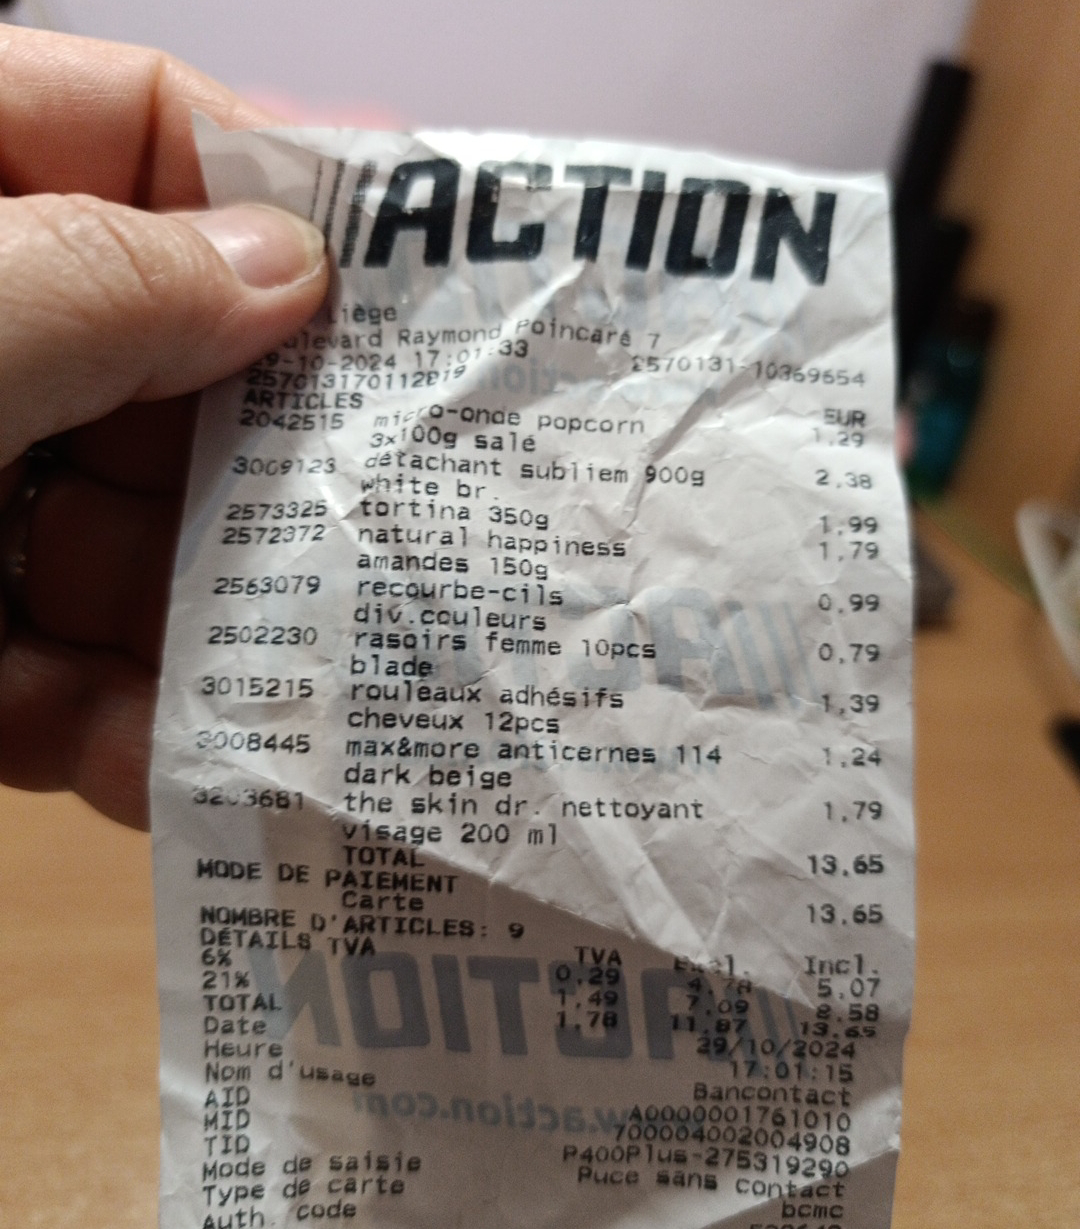 ACTION
Liège
levard Raymond Poincaré 7
9-10-2024 17:01:33 2570131-10369654
ARTICLES EUR
2042515 micro-onde popcorn 1,29
3x100g salé
3009123 détachant subliem 900g 2,38
white br.
2573325 tortina 350g 1,99
2572372 natural happiness 1,79
amandes 150g
2563079 recourbe-cils 0,99
div.couleurs
2502230 rasoirs femme 10pcs 0,79
blade
3015215 rouleaux adhésifs 1,39
cheveux 12pcs
3008445 max&more anticernes 114 1,24
dark beige
3203681 the skin dr. nettoyant 1,79
visage 200 ml
TOTAL 13.65
MODE DE PAIEMENT
Carte 13.65
NOMBRE D'ARTICLES: 9
DÉTAILS TVA TVA Excl. Incl.
6% 0,29 4,78 5,07
21% 1,49 7,09 8,58
TOTAL 1,78 11,87 13,65
Date 29/10/2024
Heure 17:01:15
Nom d'usage Bancontact
AID A0000001761010
MID 700004002004908
TID P400Plus-275319290
Mode de saisie Puce sans contact
Type de carte bcmc
Auth. code